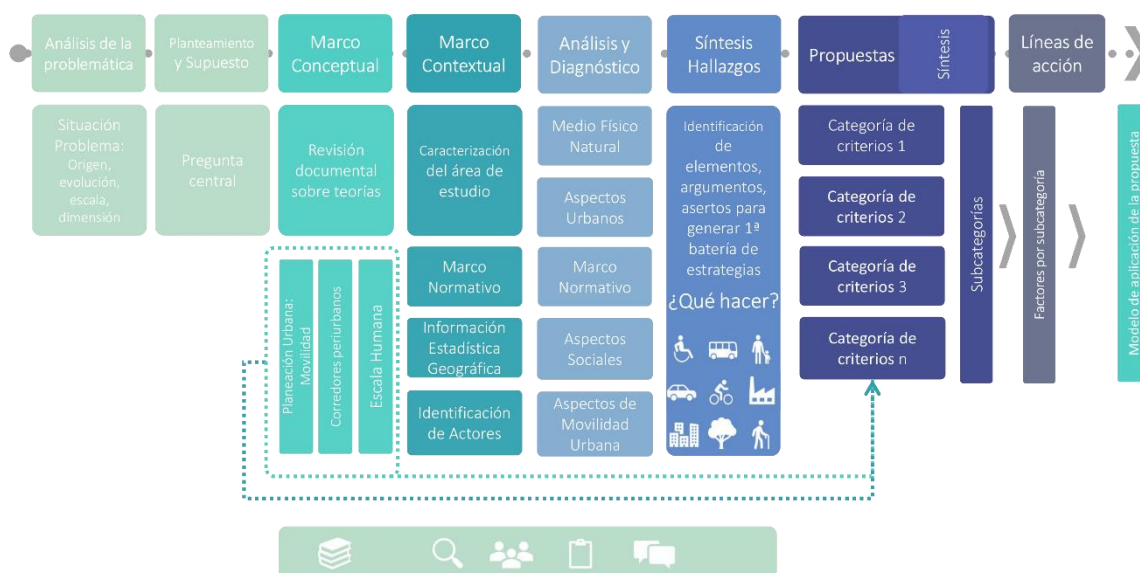 Análisis de la
problemática
Planteamiento
y Supuesto
Marco
Conceptual
Marco
Contextual
Análisis y
Diagnóstico
Síntesis
Hallazgos
Propuestas
Síntesis
Líneas de
acción
Situación
Problema:
Origen,
evolución,
escala,
dimensión
Pregunta
central
Revisión
documental
sobre teorías
Planeación Urbana:
Movilidad
Corredores periurbanos
Escala Humana
Caracterización
del área de
estudio
Marco
Normativo
Información
Estadística
Geográfica
Identificación
de Actores
Medio Físico
Natural
Aspectos
Urbanos
Marco
Normativo
Aspectos
Sociales
Aspectos de
Movilidad
Urbana
Identificación
de
elementos,
argumentos,
asertos para
generar 1ª
batería de
estrategias
¿Qué hacer?
Categoría de
criterios 1
Categoría de
criterios 2
Categoría de
criterios 3
Categoría de
criterios n
Subcategorías
Factores por subcategoría
Modelo de aplicación de la propuesta